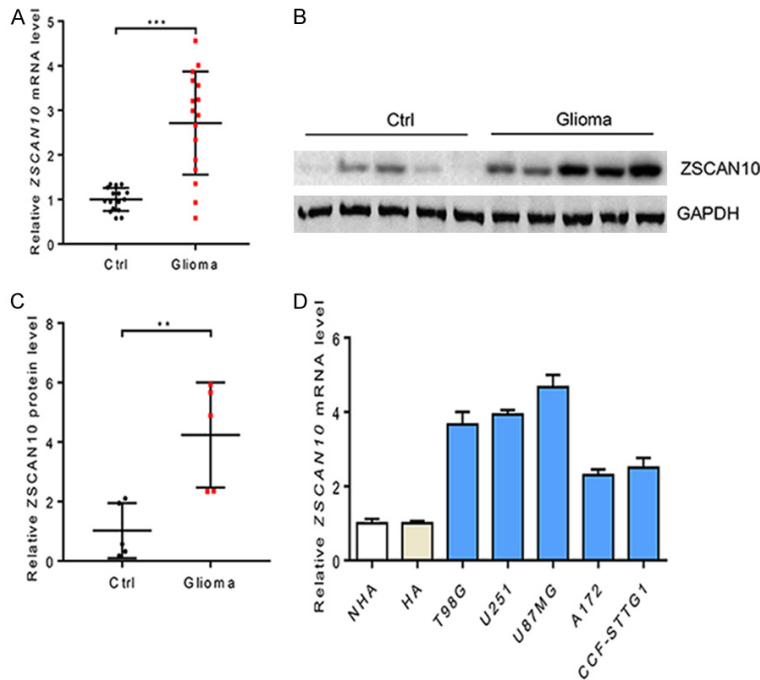 A
Relative ZSCAN10 mRNA level
5
4
3
2
1
0
***
Ctrl Glioma
B
Ctrl Glioma
ZSCAN10
GAPDH
C
Relative ZSCAN10 protein level
8
6
4
2
0
**
Ctrl Glioma
D
Relative ZSCAN10 mRNA level
6
4
2
0
NHA
HA
T98G
U251
U87MG
A172
CCF-STTG1